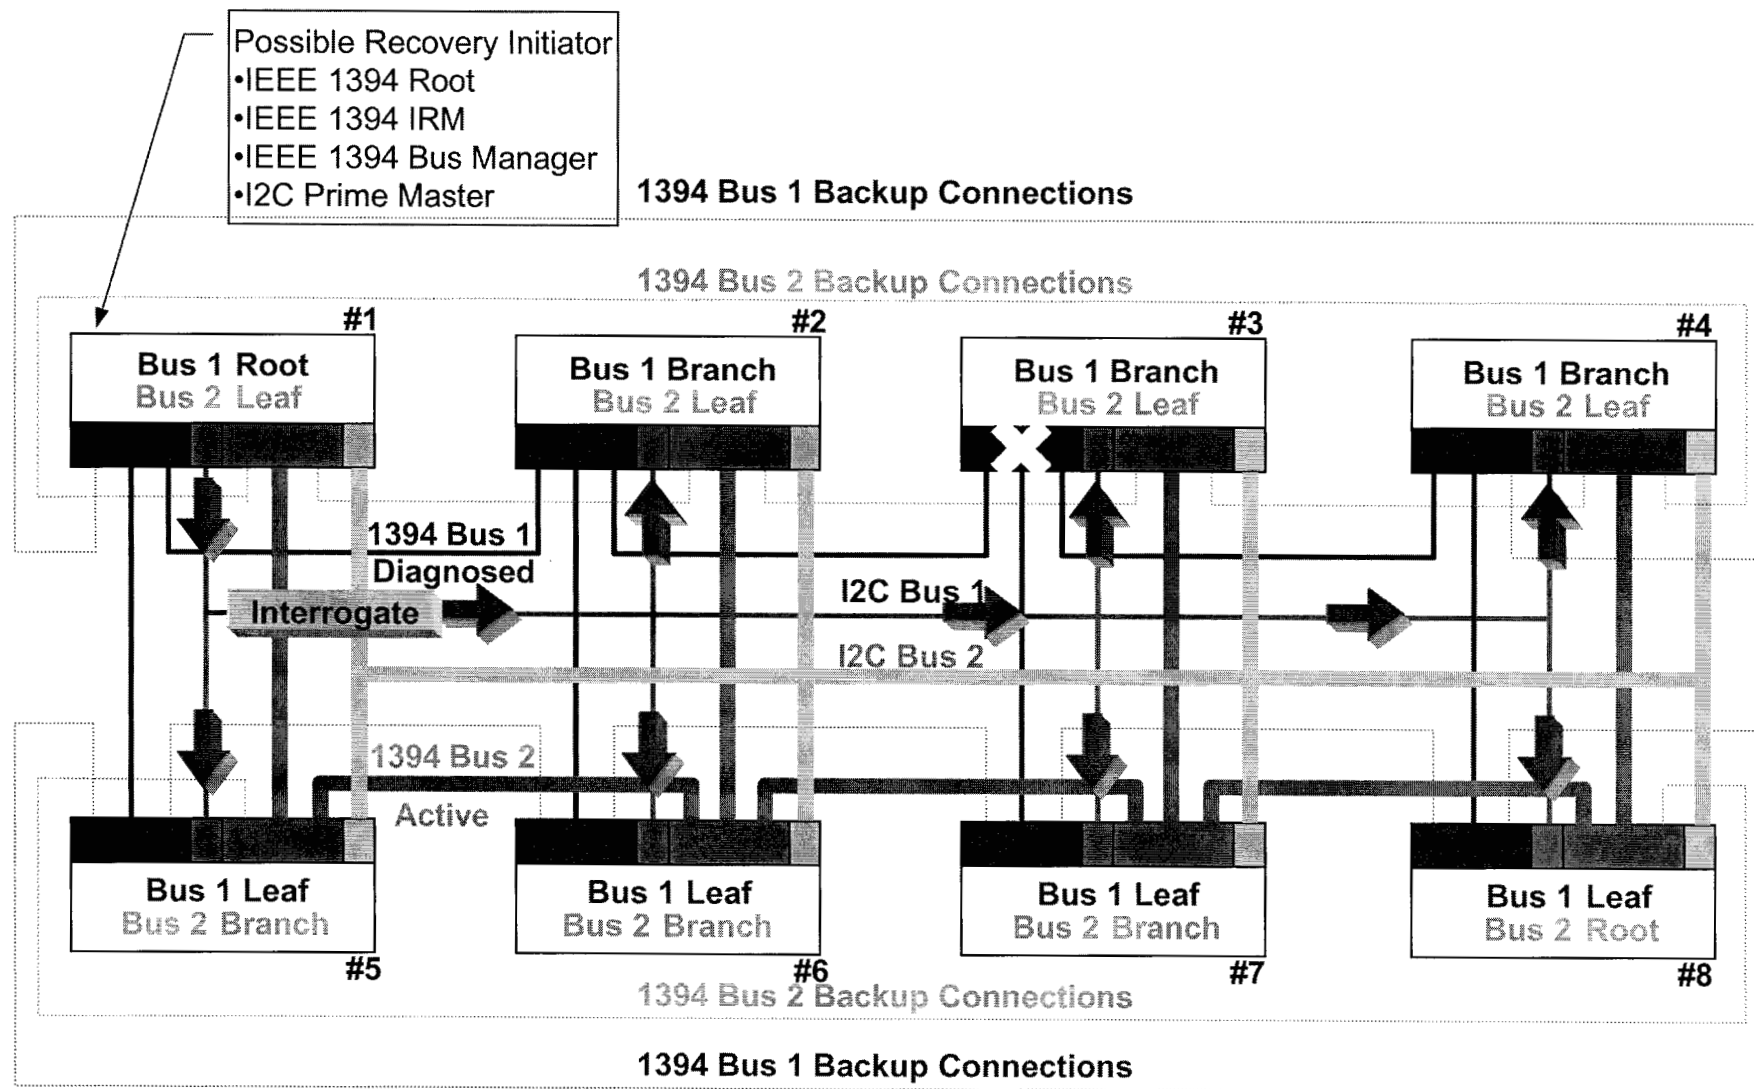 Possible Recovery Initiator
•IEEE 1394 Root
•IEEE 1394 IRM
•IEEE 1394 Bus Manager
•I2C Prime Master
1394 Bus 1 Backup Connections
1394 Bus 2 Backup Connections
#1
#2
#3
#4
Bus 1 Root
Bus 2 Leaf
Bus 1 Branch
Bus 2 Leaf
Bus 1 Branch
Bus 2 Leaf
Bus 1 Branch
Bus 2 Leaf
1394 Bus 1
Diagnosed
Interrogate
I2C Bus 1
I2C Bus 2
1394 Bus 2
Active
Bus 1 Leaf
Bus 2 Branch
Bus 1 Leaf
Bus 2 Branch
Bus 1 Leaf
Bus 2 Branch
Bus 1 Leaf
Bus 2 Root
#5
#6
#7
#8
1394 Bus 2 Backup Connections
1394 Bus 1 Backup Connections